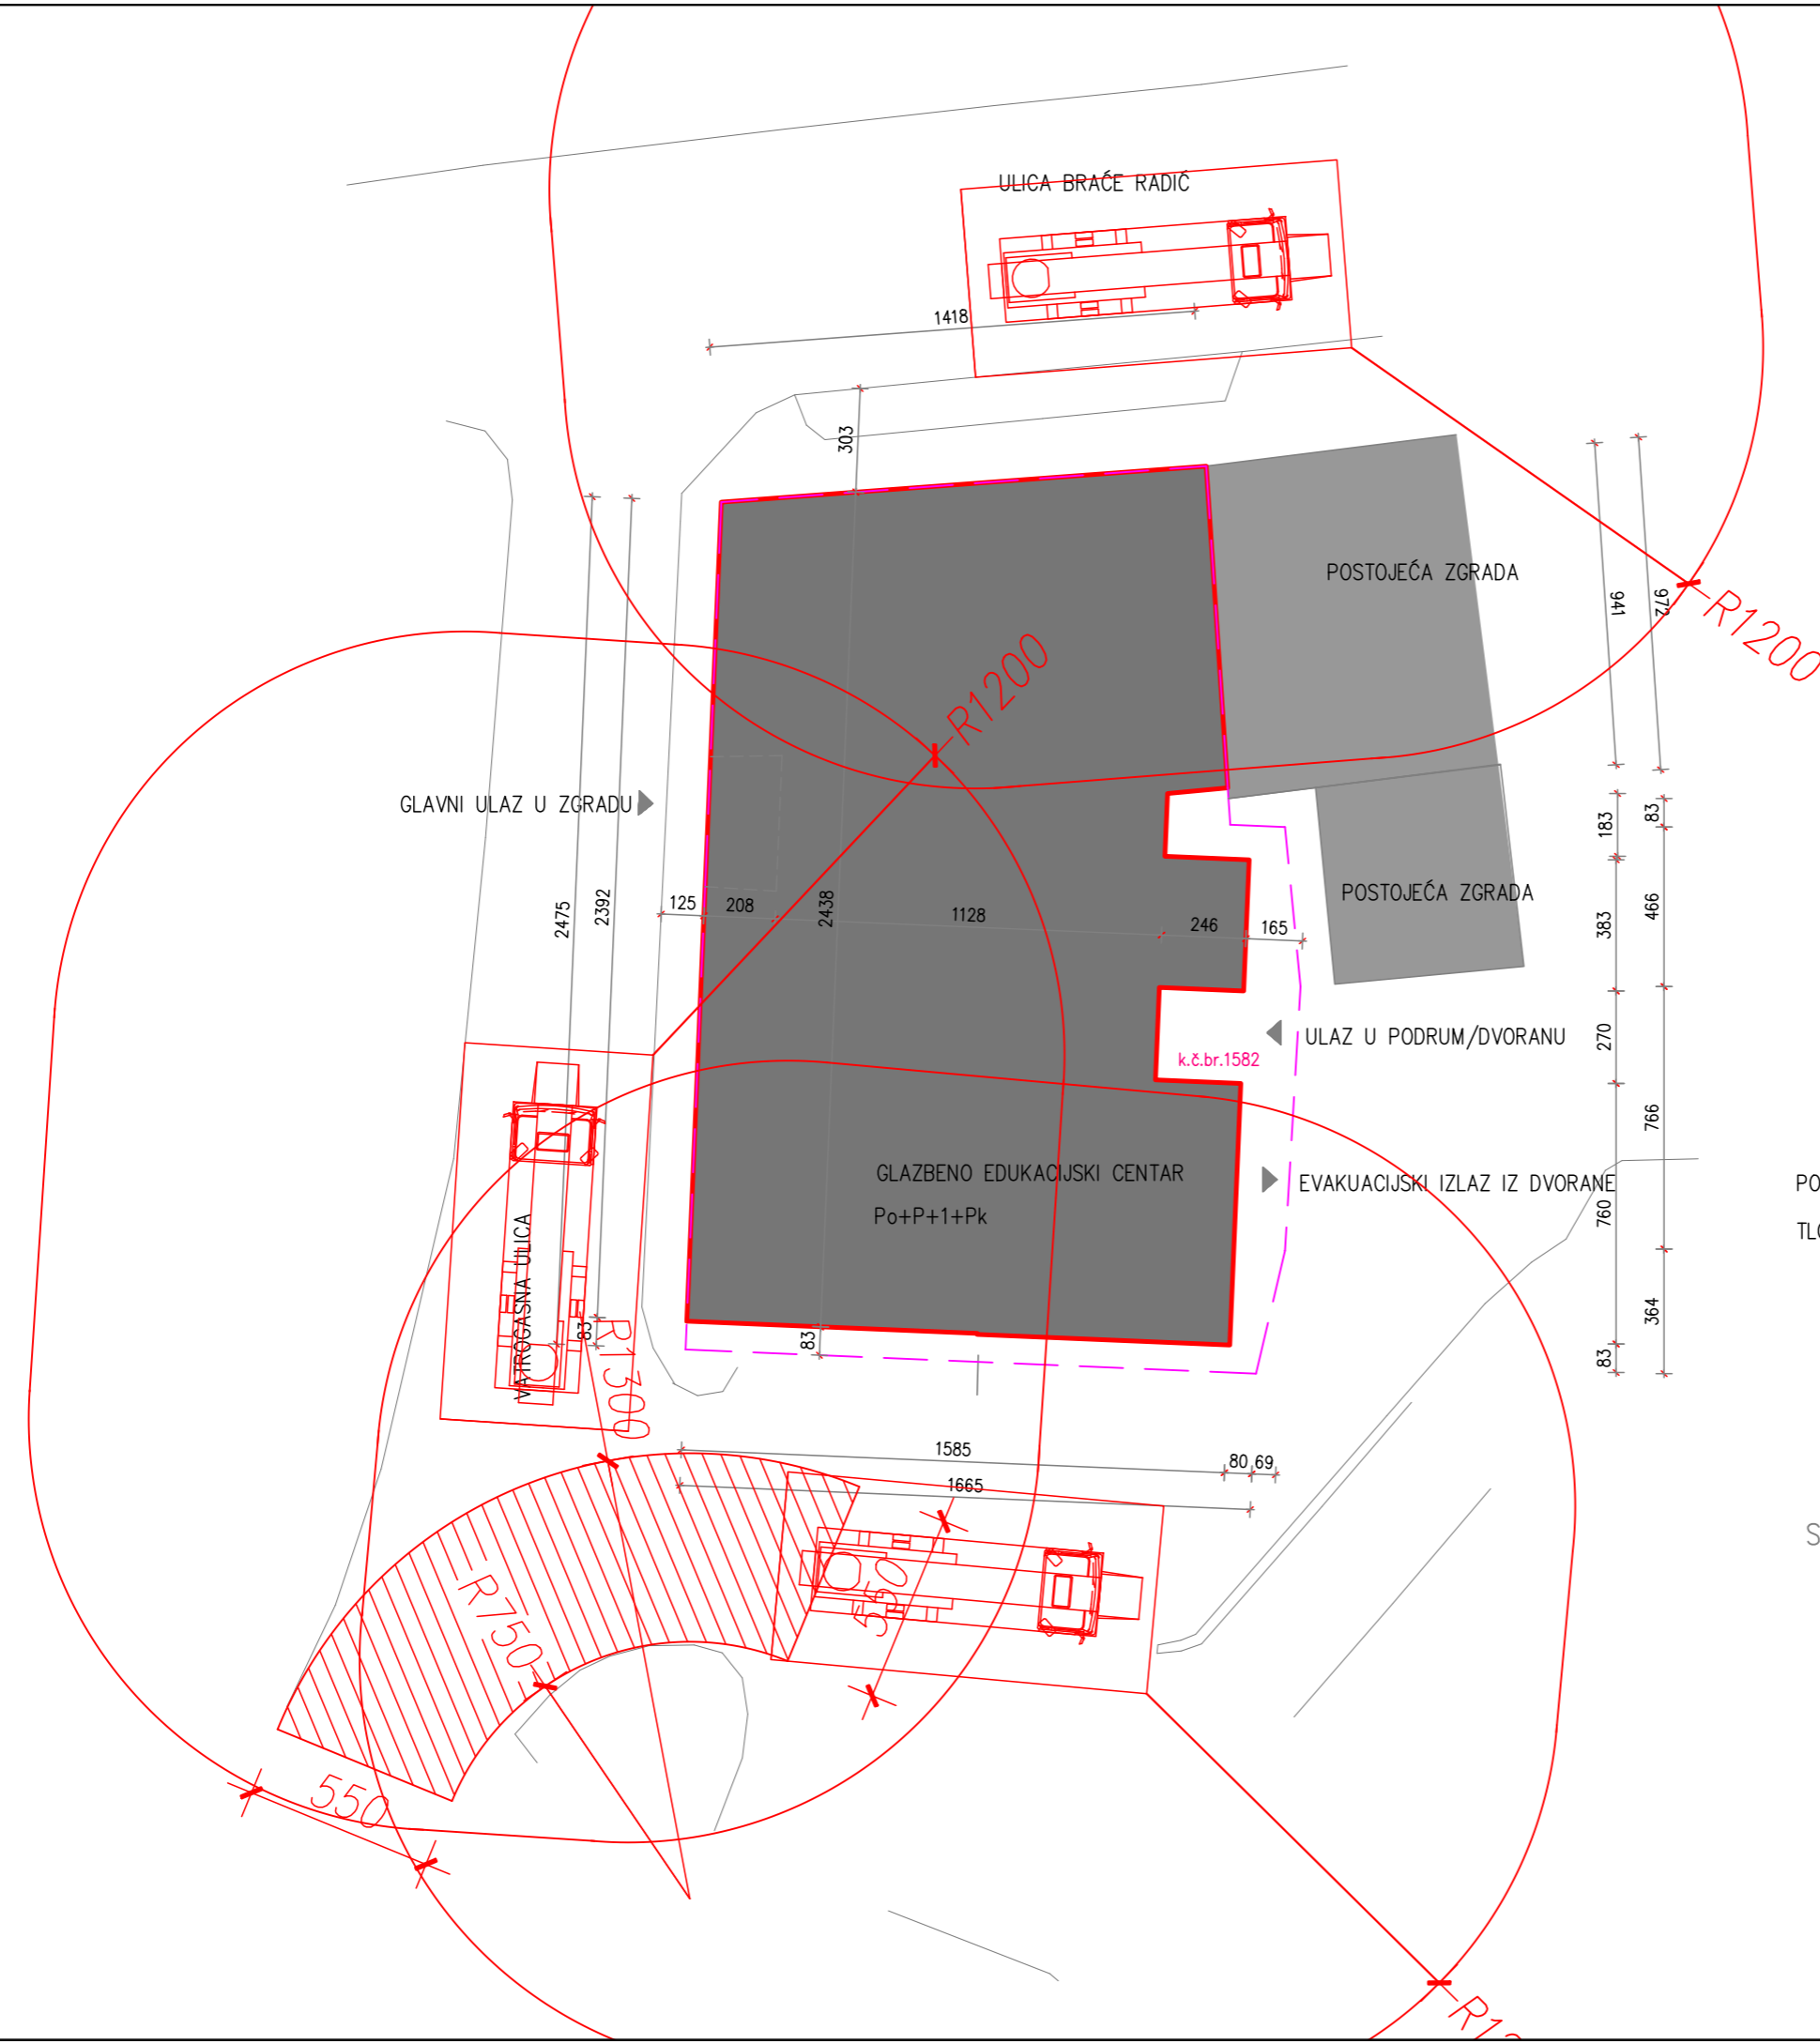 ULICA BRAĆE RADIĆ
1418
303
POSTOJEĆA ZGRADA
941
972
R1200
R1200
GLAVNI ULAZ U ZGRADU
183
83
POSTOJEĆA ZGRADA
2475
2392
125
208
2438
1128
246
165
383
466
ULAZ U PODRUM/DVORANU
270
k.č.br.1582
766
GLAZBENO EDUKACIJSKI CENTAR
Po+P+1+Pk
EVAKUACIJSKI IZLAZ IZ DVORANE
760
VATROGASNA ULICA
83
R1300
83
364
83
1585
80
69
1665
R750
550
550